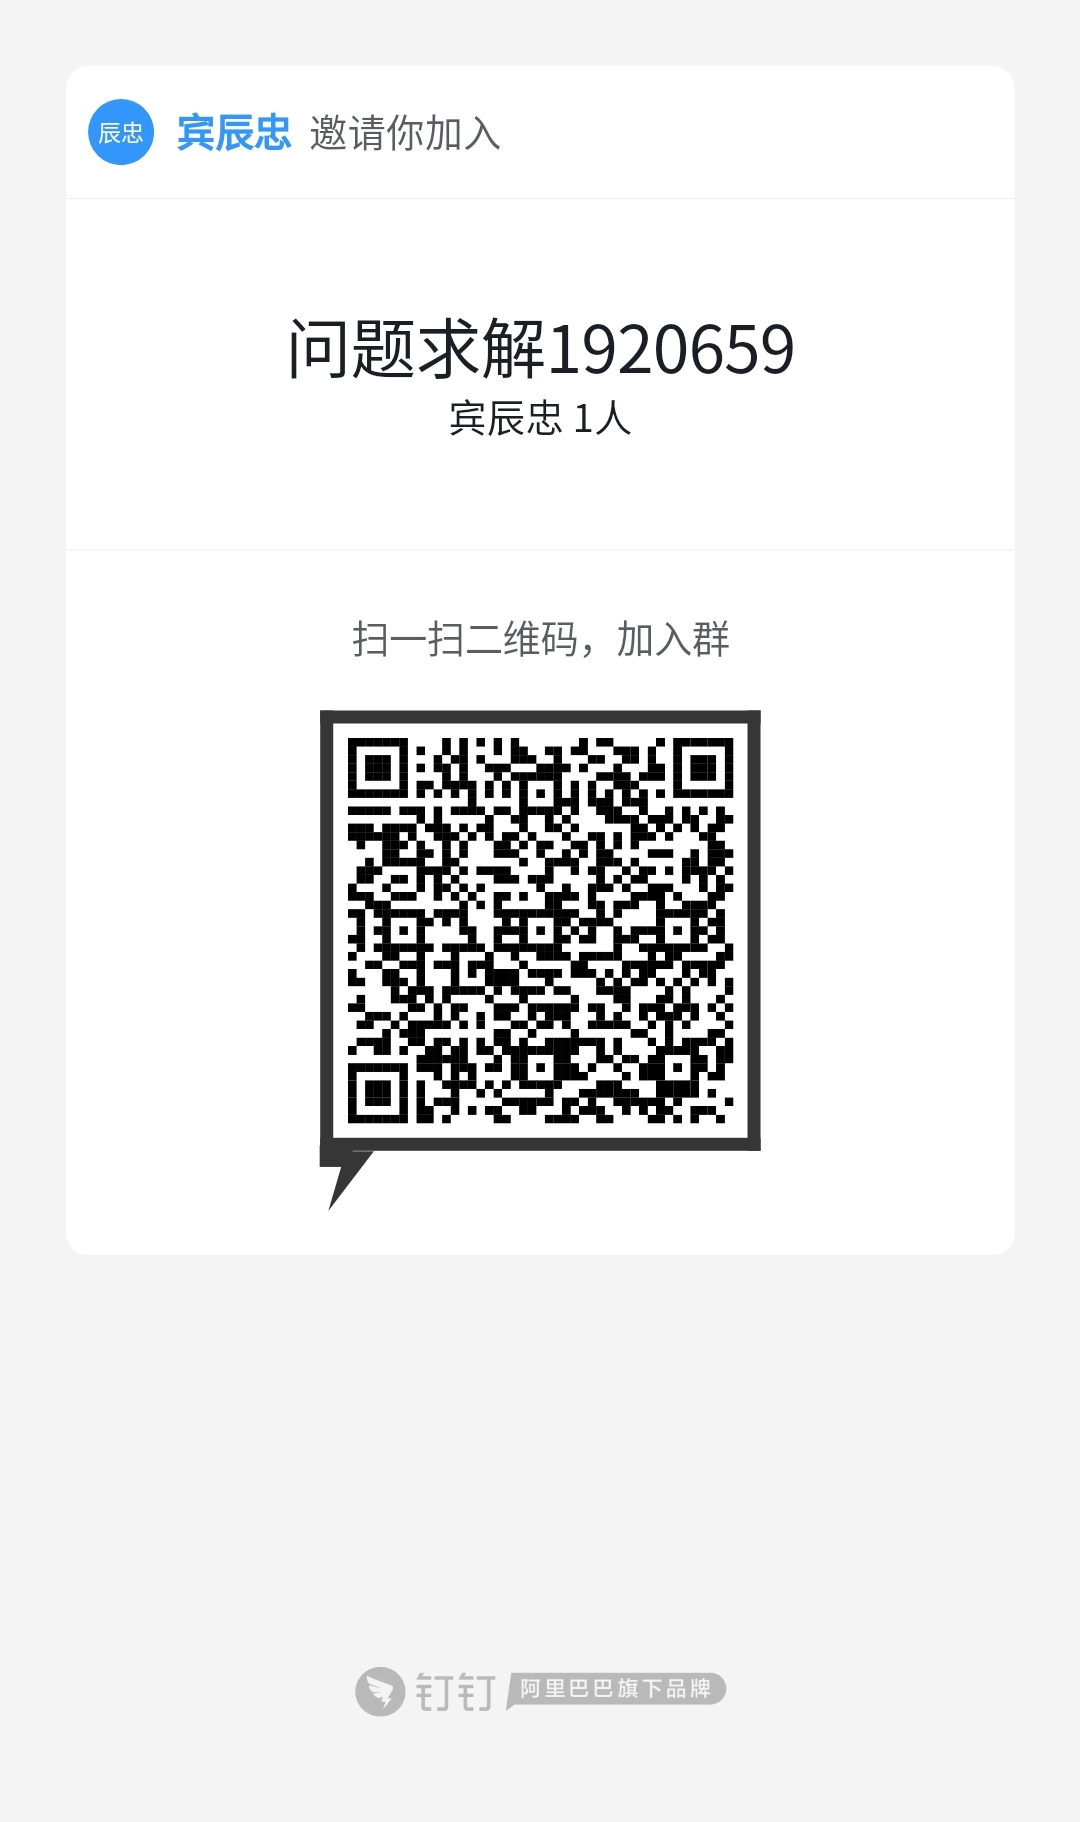 辰忠
宾辰忠 邀请你加入
问题求解1920659
宾辰忠 1人
扫一扫二维码，加入群
钉钉 阿里巴巴旗下品牌